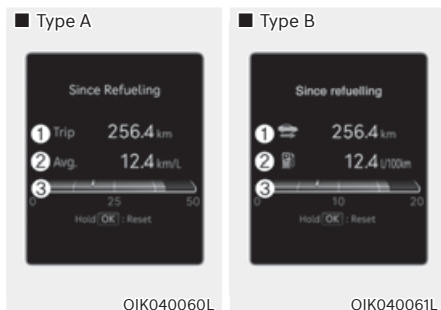 ■ Type A
Since Refueling
① Trip 256.4 km
② Avg. 12.4 km/L
③
0 25 50
Hold OK : Reset
OIK040060L
■ Type B
Since refuelling
① 256.4 km
② 12.4 l/100km
③
0 10 20
Hold OK : Reset
OIK040061L